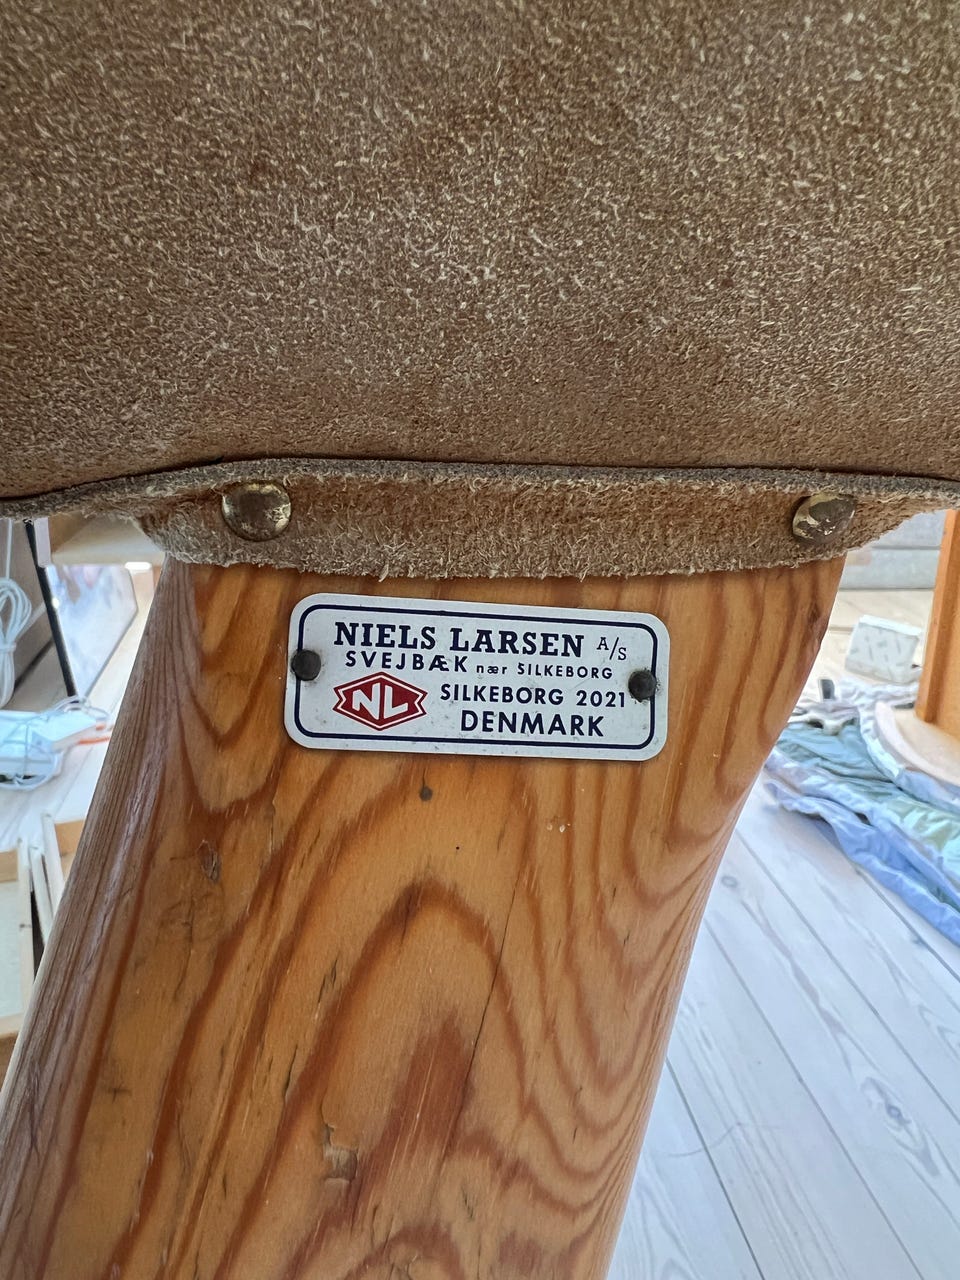 NIELS LARSEN A/S
SVEJBÆK nær SILKEBORG
NL SILKEBORG 2021
DENMARK